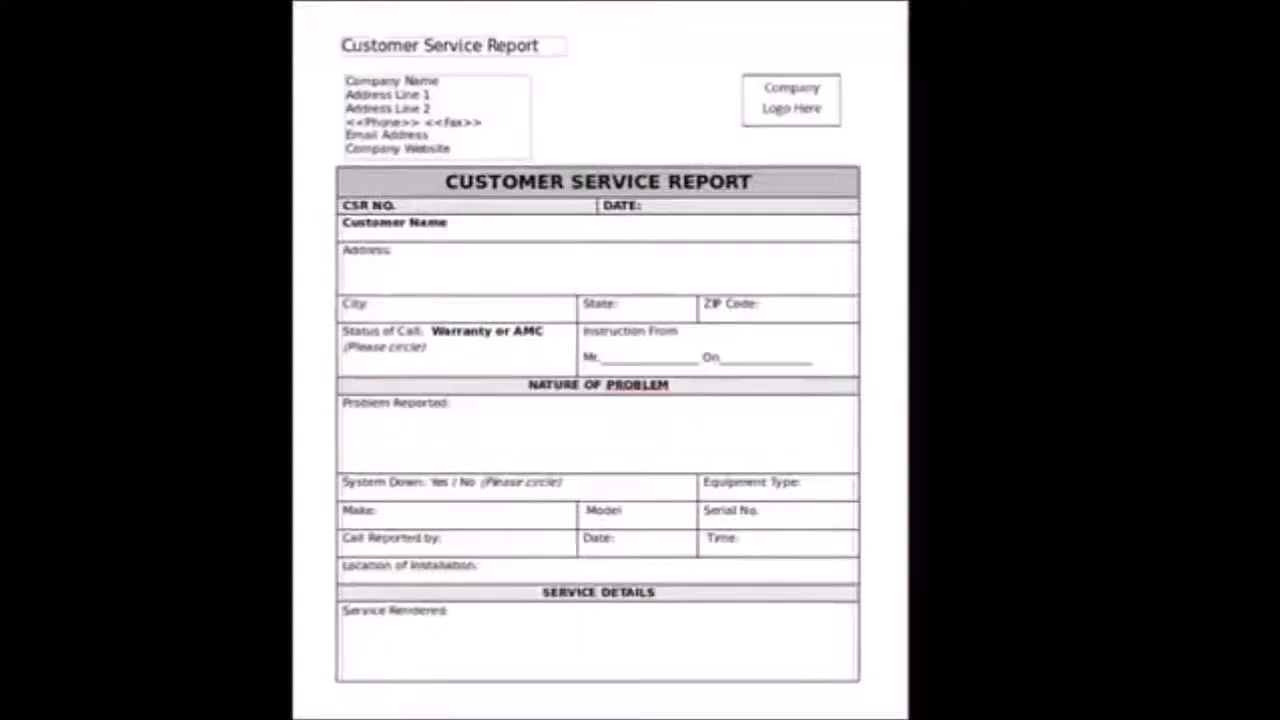 Customer Service Report
Company Name
Address Line 1
Address Line 2
<<Phone>> <<Fax>>
Email Address
Company Website
Company
Logo Here
CUSTOMER SERVICE REPORT
CSR NO. DATE:
Customer Name
Address:
City: State: ZIP Code:
Status of Call: Warranty or AMC Instruction From
(Please circle)
Mr.______________ On______________
NATURE OF PROBLEM
Problem Reported:
System Down: Yes / No (Please circle) Equipment Type:
Make: Model Serial No.
Call Reported by: Date: Time:
Location of Installation:
SERVICE DETAILS
Service Rendered: